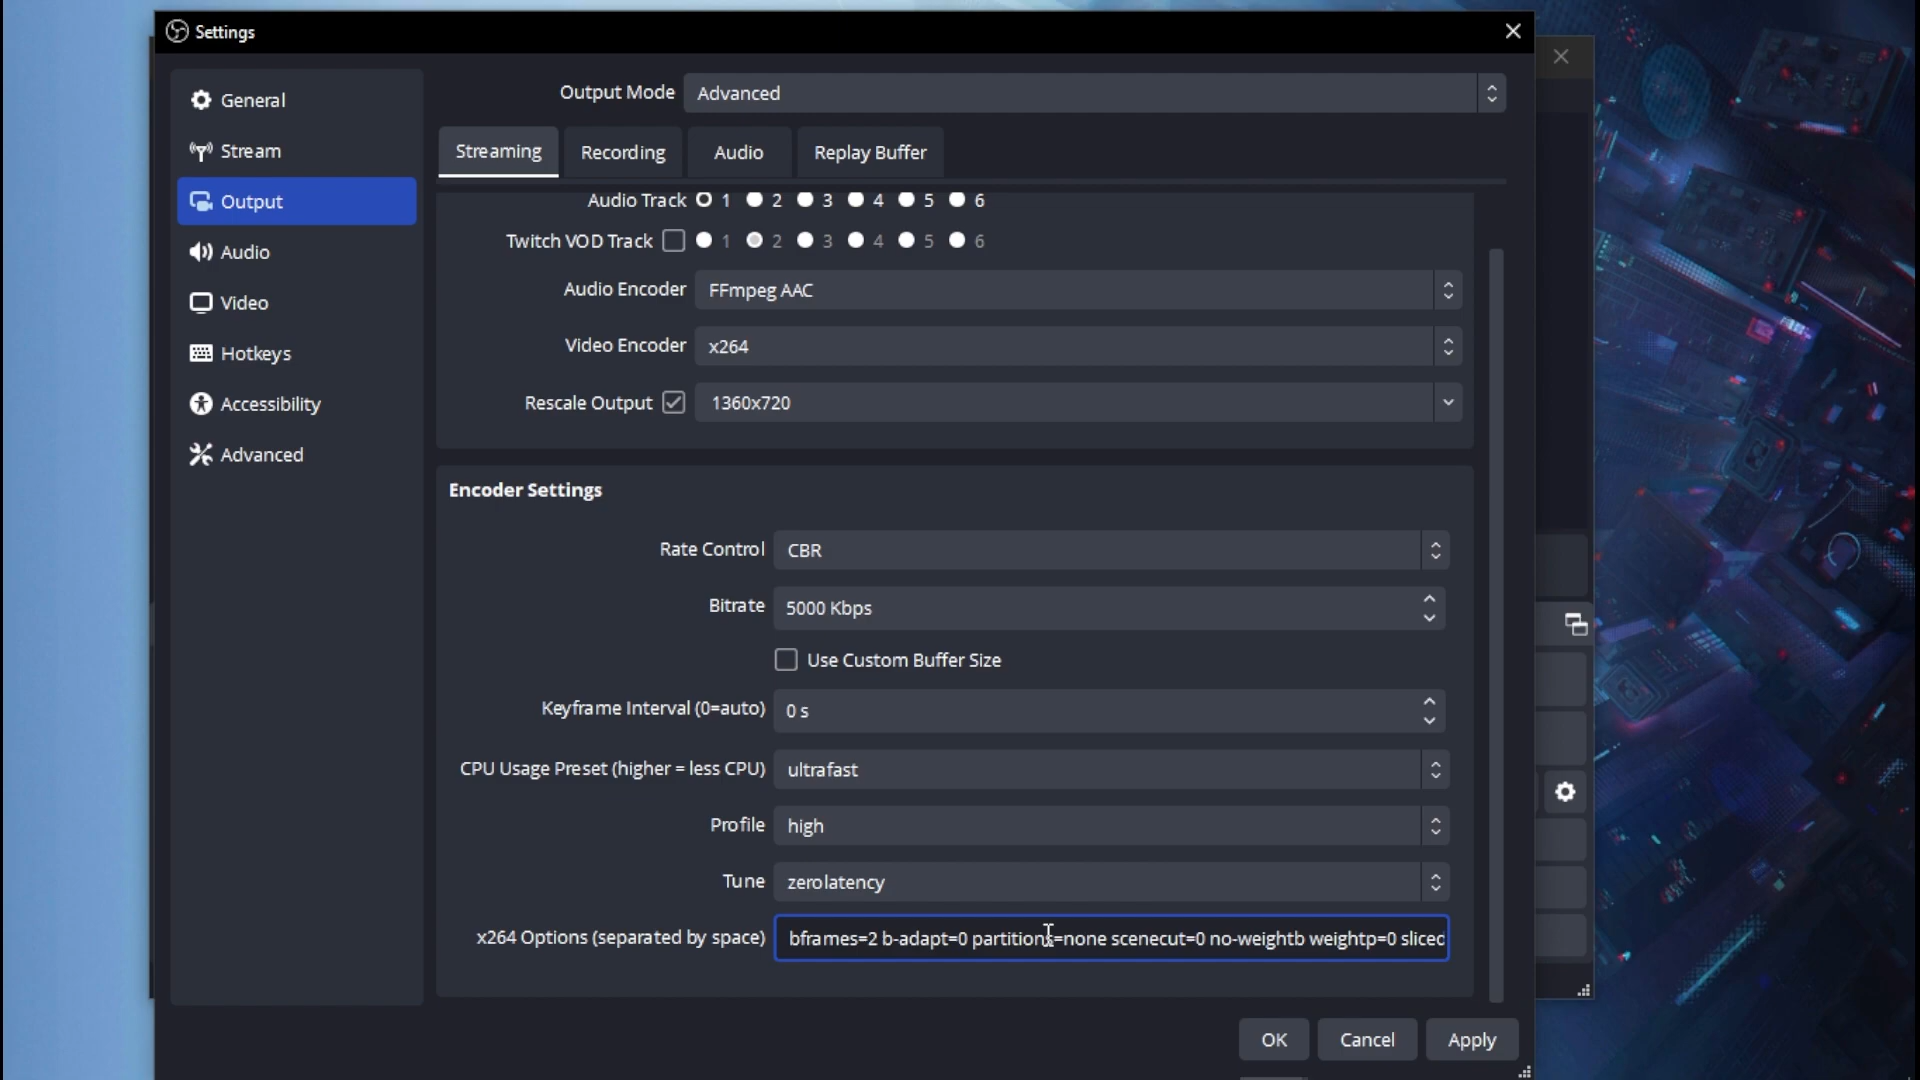 Settings
General
Stream
Output
Audio
Video
Hotkeys
Accessibility
Advanced
Output Mode Advanced
Streaming Recording Audio Replay Buffer
Audio Track 1 2 3 4 5 6
Twitch VOD Track 1 2 3 4 5 6
Audio Encoder FFmpeg AAC
Video Encoder x264
Rescale Output 1360x720
Encoder Settings
Rate Control CBR
Bitrate 5000 Kbps
Use Custom Buffer Size
Keyframe Interval (0=auto) 0 s
CPU Usage Preset (higher = less CPU) ultrafast
Profile high
Tune zerolatency
x264 Options (separated by space) bframes=2 b-adapt=0 partitions=none scenecut=0 no-weightb weightp=0 sliced
OK Cancel Apply